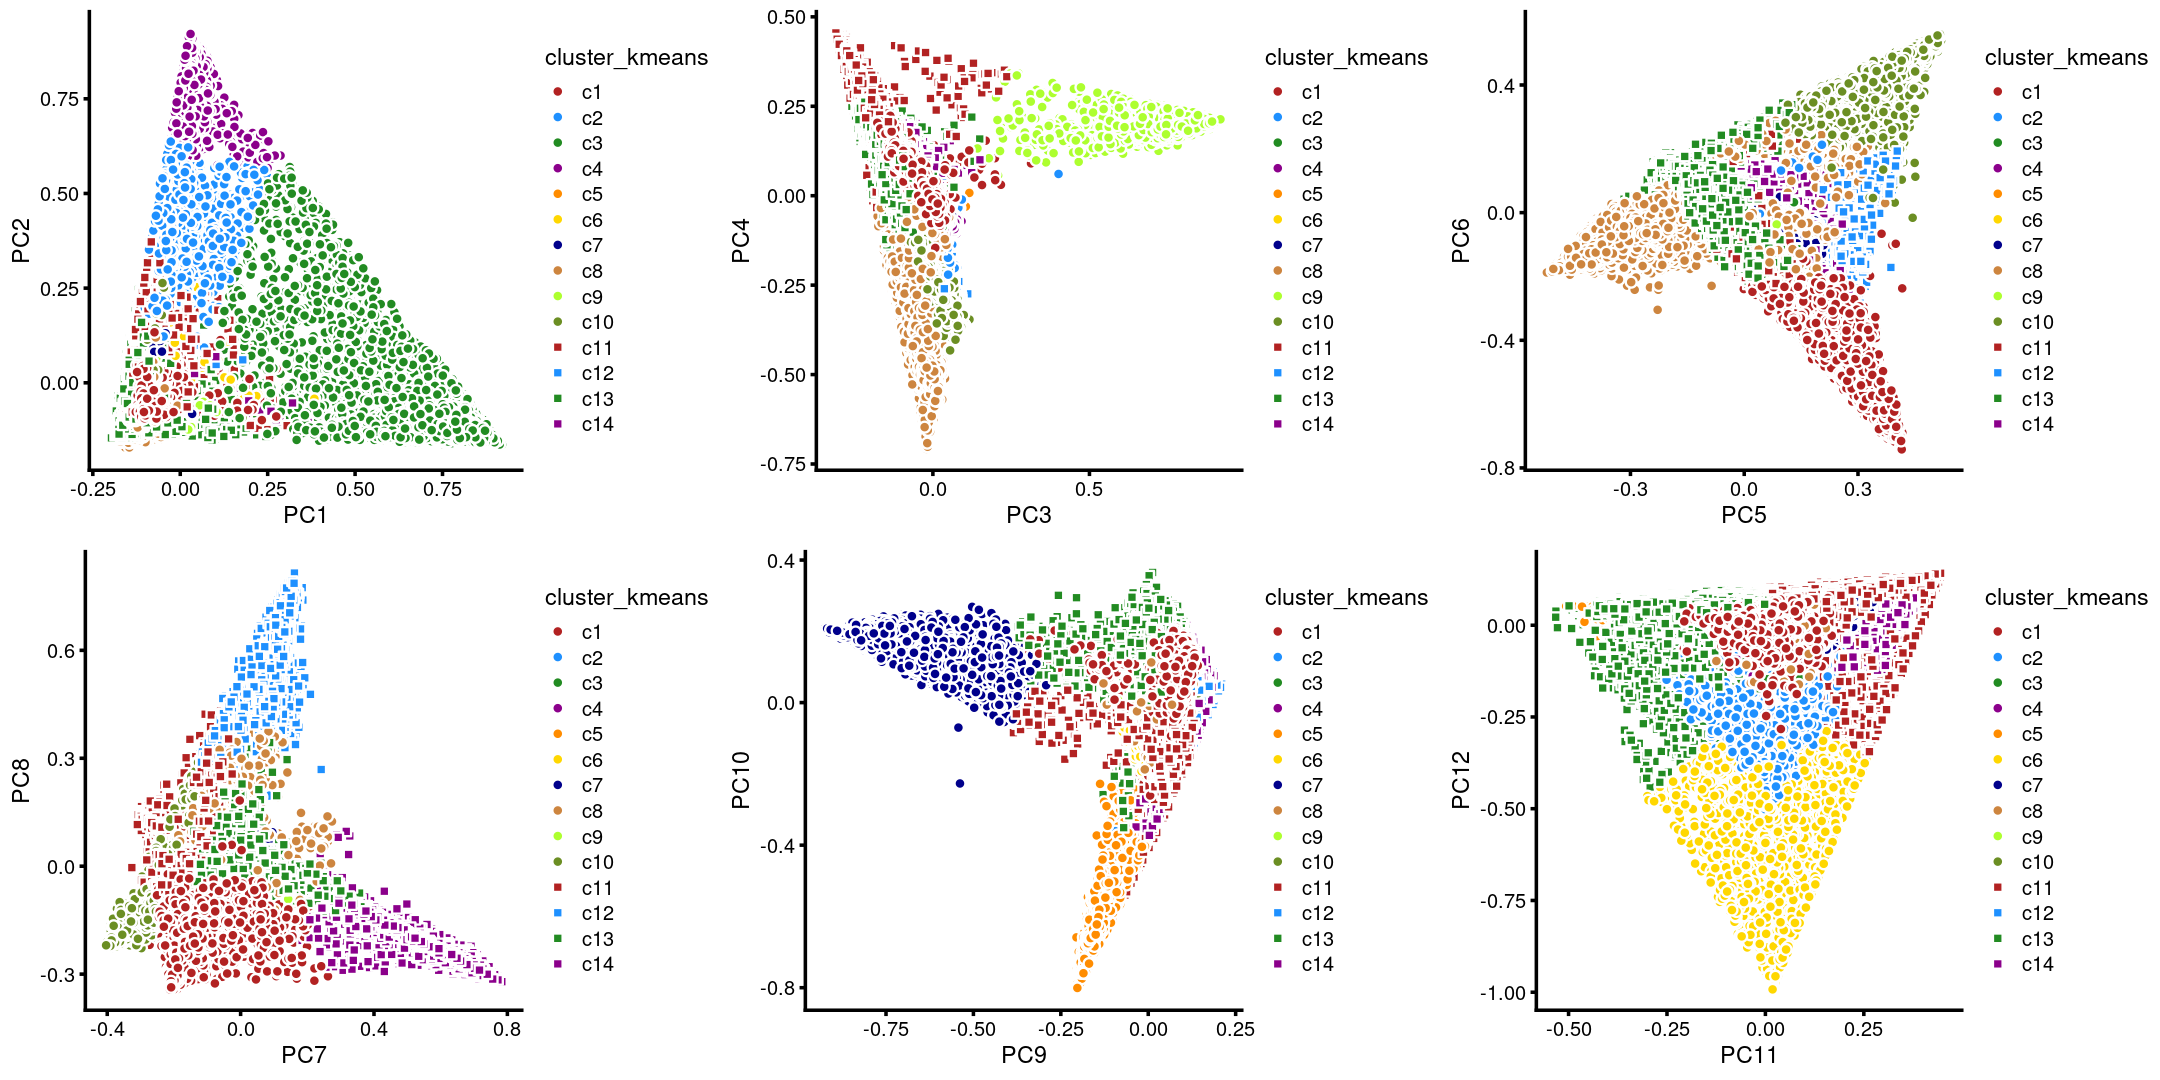 cluster_kmeans
c1
c2
c3
c4
c5
c6
c7
c8
c9
c10
c11
c12
c13
c14
0.75
0.50
0.25
0.00
PC2
-0.25 0.00 0.25 0.50 0.75
PC1
cluster_kmeans
c1
c2
c3
c4
c5
c6
c7
c8
c9
c10
c11
c12
c13
c14
0.50
0.25
0.00
-0.25
-0.50
-0.75
PC4
0.0 0.5
PC3
cluster_kmeans
c1
c2
c3
c4
c5
c6
c7
c8
c9
c10
c11
c12
c13
c14
0.4
0.0
-0.4
-0.8
PC6
-0.3 0.0 0.3
PC5
cluster_kmeans
c1
c2
c3
c4
c5
c6
c7
c8
c9
c10
c11
c12
c13
c14
0.6
0.3
0.0
-0.3
PC8
-0.4 0.0 0.4 0.8
PC7
cluster_kmeans
c1
c2
c3
c4
c5
c6
c7
c8
c9
c10
c11
c12
c13
c14
0.4
0.0
-0.4
-0.8
PC10
-0.75 -0.50 -0.25 0.00 0.25
PC9
cluster_kmeans
c1
c2
c3
c4
c5
c6
c7
c8
c9
c10
c11
c12
c13
c14
0.00
-0.25
-0.50
-0.75
-1.00
PC12
-0.50 -0.25 0.00 0.25
PC11